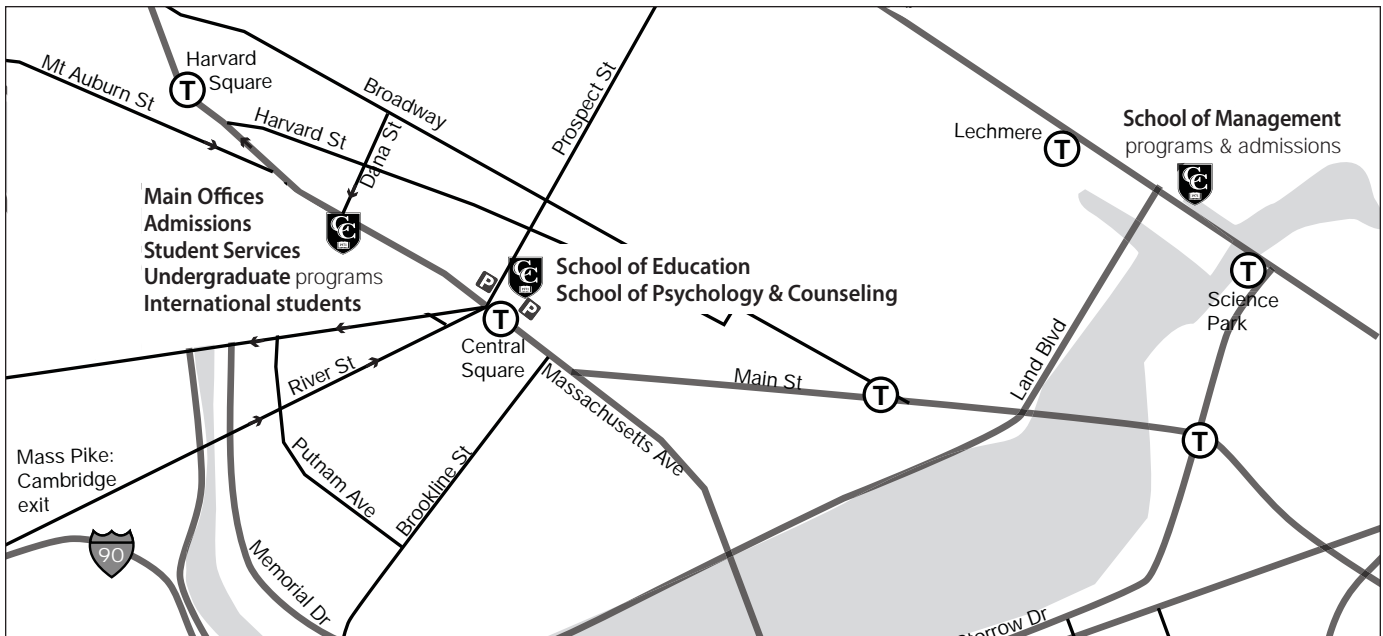 Harvard
Square
Mt Auburn St
Harvard St
Broadway
Dana St
Prospect St
Lechmere
T
T
School of Management
programs & admissions
CC
Main Offices
Admissions
Student Services
Undergraduate programs
International students
CC
P
CC
P
School of Education
School of Psychology & Counseling
T
Central
Square
T
Science
Park
Land Blvd
Main St
T
T
River St
Massachusetts Ave
Mass Pike:
Cambridge
exit
90
Putnam Ave
Brookline St
Memorial Dr
Storrow Dr